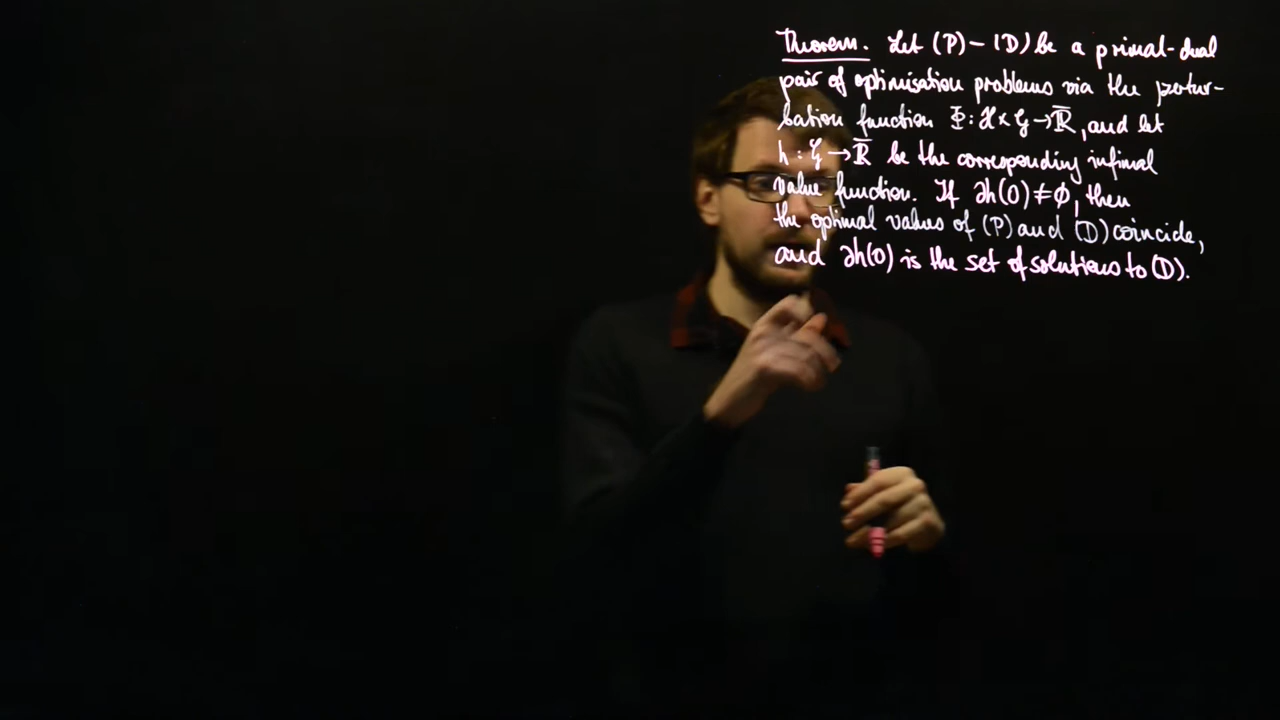 Theorem. Let (P)-(D) be a primal-dual
pair of optimisation problems via the pertur-
bation function Φ : H × G → R̅, and let
h : G → R̅ be the corresponding infimal
value function. If ∂h(0) ≠ ∅, then
the optimal values of (P) and (D) coincide,
and ∂h(0) is the set of solutions to (D).